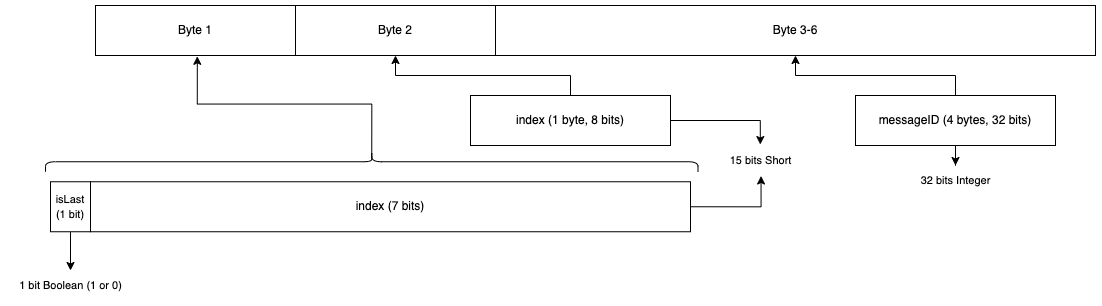 Byte 1
Byte 2
Byte 3-6
index (1 byte, 8 bits)
messageID (4 bytes, 32 bits)
15 bits Short
32 bits Integer
isLast
(1 bit)
index (7 bits)
1 bit Boolean (1 or 0)